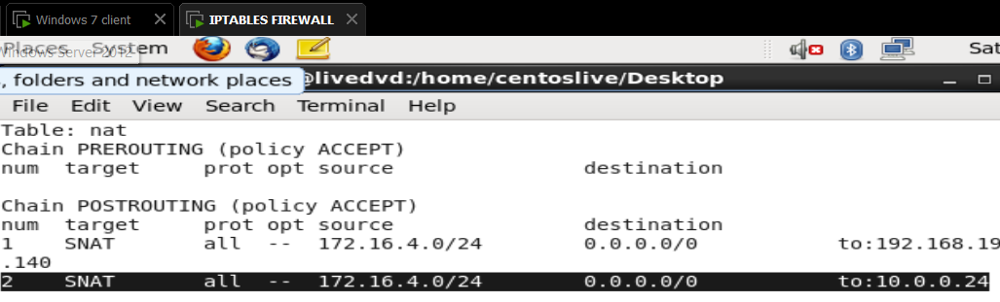 Windows 7 client × IPTABLES FIREWALL ×
Places System Sat
Windows Server 2012
, folders and network places @livedvd:/home/centoslive/Desktop
File Edit View Search Terminal Help
Table: nat
Chain PREROUTING (policy ACCEPT)
num target prot opt source destination
Chain POSTROUTING (policy ACCEPT)
num target prot opt source destination
1 SNAT all -- 172.16.4.0/24 0.0.0.0/0 to:192.168.19
.140
2 SNAT all -- 172.16.4.0/24 0.0.0.0/0 to:10.0.0.24